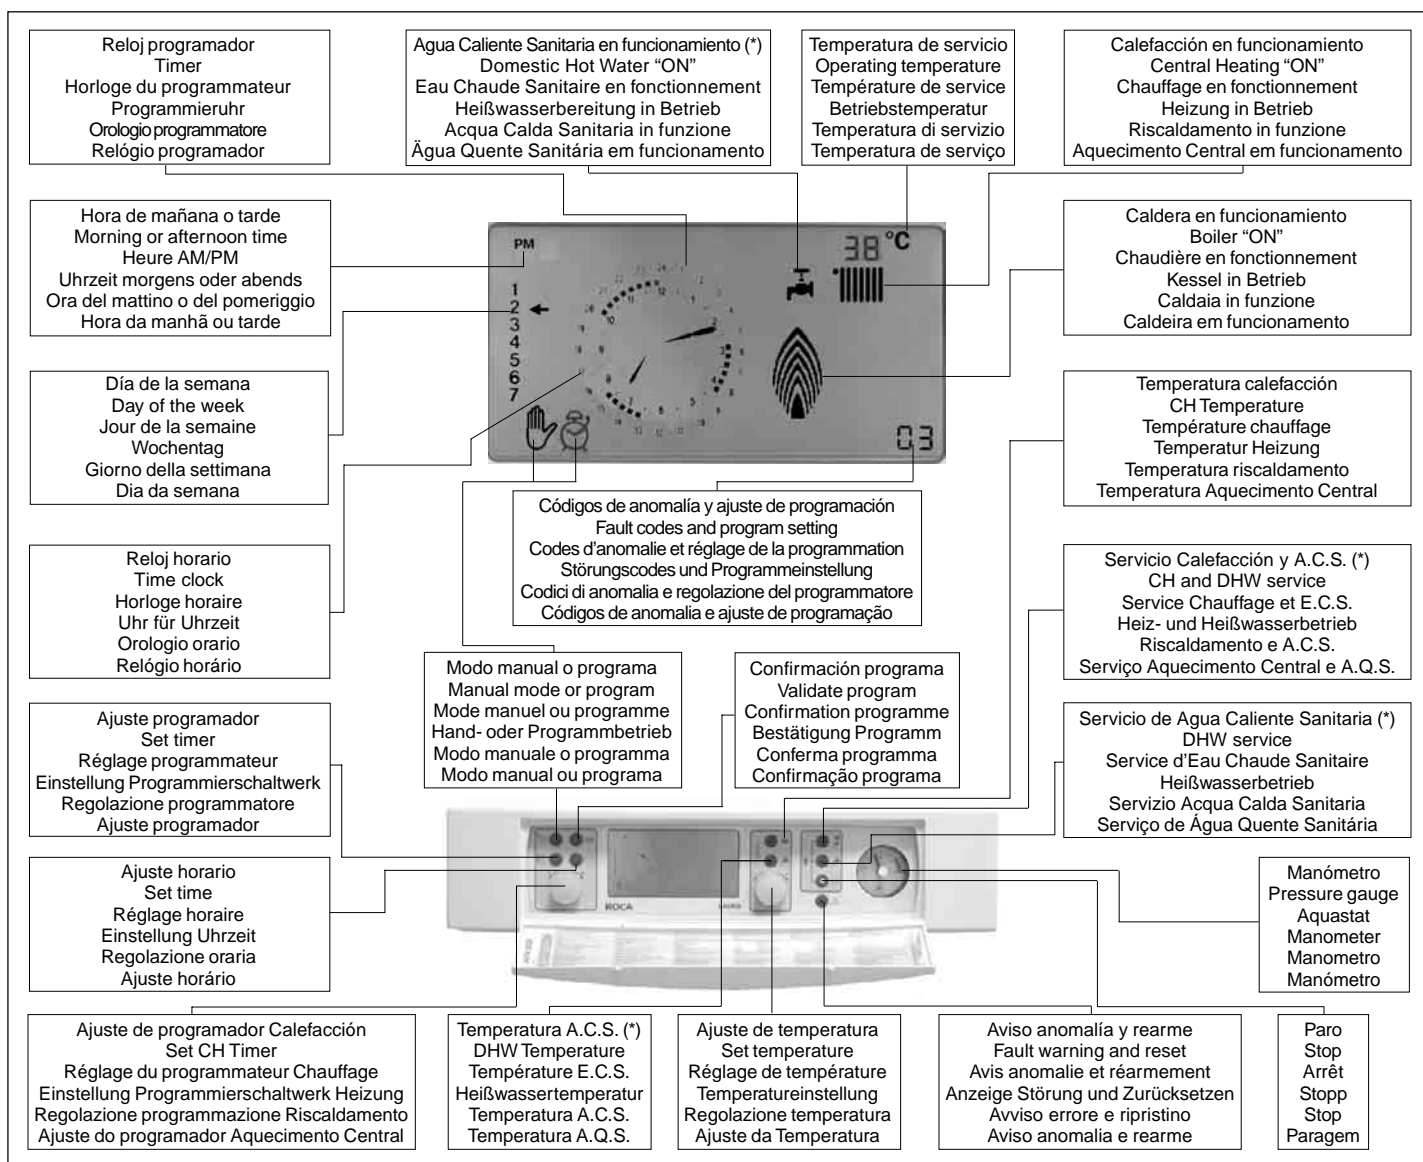 Reloj programador
Timer
Horloge du programmateur
Programmieruhr
Orologio programmatore
Relógio programador
Agua Caliente Sanitaria en funcionamiento (*)
Domestic Hot Water “ON”
Eau Chaude Sanitaire en fonctionnement
Heißwasserbereitung in Betrieb
Acqua Calda Sanitaria in funzione
Ägua Quente Sanitária em funcionamento
Temperatura de servicio
Operating temperature
Température de service
Betriebstemperatur
Temperatura di servizio
Temperatura de serviço
Calefacción en funcionamiento
Central Heating “ON”
Chauffage en fonctionnement
Heizung in Betrieb
Riscaldamento in funzione
Aquecimento Central em funcionamento
Hora de mañana o tarde
Morning or afternoon time
Heure AM/PM
Uhrzeit morgens oder abends
Ora del mattino o del pomeriggio
Hora da manhã ou tarde
PM
1
2
3
4
5
6
7
38 °C
03
Caldera en funcionamiento
Boiler “ON”
Chaudière en fonctionnement
Kessel in Betrieb
Caldaia in funzione
Caldeira em funcionamento
Día de la semana
Day of the week
Jour de la semaine
Wochentag
Giorno della settimana
Dia da semana
Temperatura calefacción
CH Temperature
Température chauffage
Temperatur Heizung
Temperatura riscaldamento
Temperatura Aquecimento Central
Códigos de anomalía y ajuste de programación
Fault codes and program setting
Codes d’anomalie et réglage de la programmation
Störungscodes und Programmeinstellung
Codici di anomalia e regolazione del programmatore
Códigos de anomalia e ajuste de programação
Reloj horario
Time clock
Horloge horaire
Uhr für Uhrzeit
Orologio orario
Relógio horário
Servicio Calefacción y A.C.S. (*)
CH and DHW service
Service Chauffage et E.C.S.
Heiz- und Heißwasserbetrieb
Riscaldamento e A.C.S.
Serviço Aquecimento Central e A.Q.S.
Modo manual o programa
Manual mode or program
Mode manuel ou programme
Hand- oder Programmbetrieb
Modo manuale o programma
Modo manual ou programa
Confirmación programa
Validate program
Confirmation programme
Bestätigung Programm
Conferma programma
Confirmação programa
Ajuste programador
Set timer
Réglage programmateur
Einstellung Programmierschaltwerk
Regolazione programmatore
Ajuste programador
Servicio de Agua Caliente Sanitaria (*)
DHW service
Service d’Eau Chaude Sanitaire
Heißwasserbetrieb
Servizio Acqua Calda Sanitaria
Serviço de Água Quente Sanitária
Ajuste horario
Set time
Réglage horaire
Einstellung Uhrzeit
Regolazione oraria
Ajuste horário
ROCA
Manómetro
Pressure gauge
Aquastat
Manometer
Manometro
Manómetro
Ajuste de programador Calefacción
Set CH Timer
Réglage du programmateur Chauffage
Einstellung Programmierschaltwerk Heizung
Regolazione programmazione Riscaldamento
Ajuste do programador Aquecimento Central
Temperatura A.C.S. (*)
DHW Temperature
Température E.C.S.
Heißwassertemperatur
Temperatura A.C.S.
Temperatura A.Q.S.
Ajuste de temperatura
Set temperature
Réglage de température
Temperatureinstellung
Regolazione temperatura
Ajuste da Temperatura
Aviso anomalía y rearme
Fault warning and reset
Avis anomalie et réarmement
Anzeige Störung und Zurücksetzen
Avviso errore e ripristino
Aviso anomalia e rearme
Paro
Stop
Arrêt
Stopp
Stop
Paragem